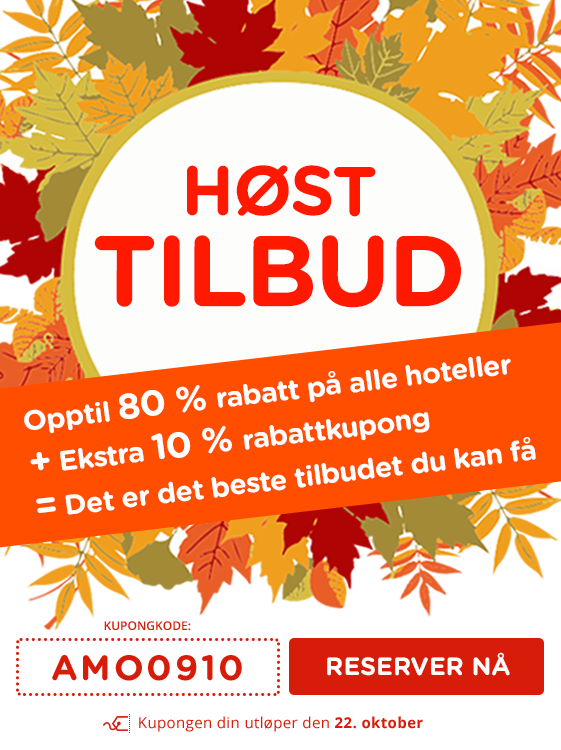 HØST
TILBUD
Opptil 80 % rabatt på alle hoteller
+ Ekstra 10 % rabattkupong
= Det er det beste tilbudet du kan få
KUPONGKODE:
AMO0910
RESERVER NÅ
Kupongen din utløper den 22. oktober